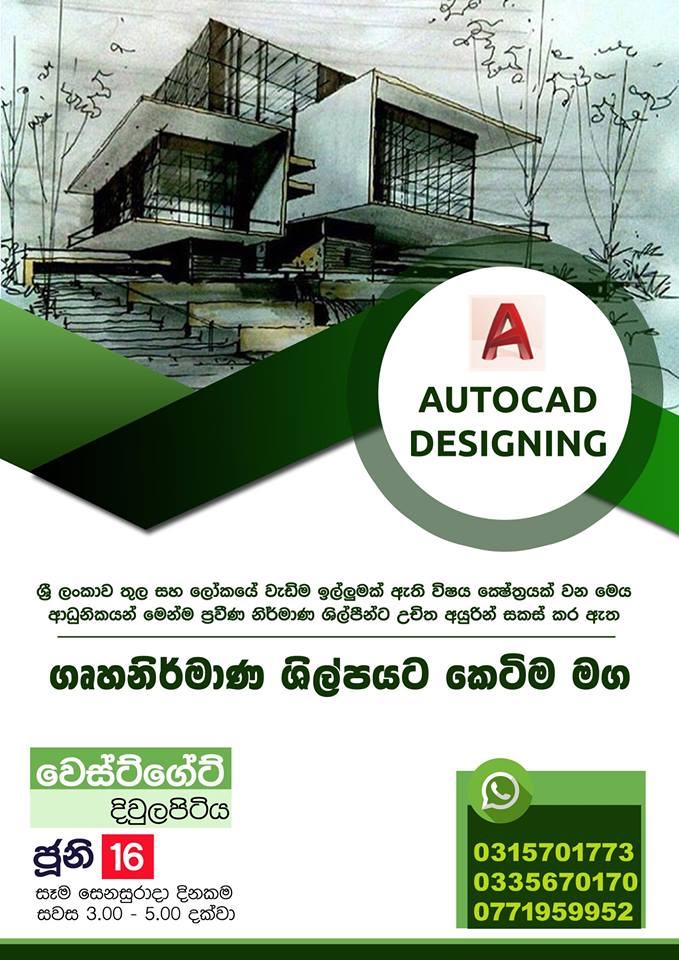 A
AUTOCAD
DESIGNING
ශ්‍රී ලංකාව තුල සහ ලෝකයේ වැඩිම ඉල්ලුමක් ඇති විෂය ක්‍ෂේත්‍රයක් වන මෙය
ආධුනිකයන් මෙන්ම ප්‍රවීණ නිර්මාණ ශිල්පීන්ට උචිත අයුරින් සකස් කර ඇත
ගෘහනිර්මාණ ශිල්පයට කෙටිම මග
වෙස්ට්ගේට්
දිවුලපිටිය
ජූනි 16
සෑම සෙනසුරාදා දිනකම
සවස 3.00 - 5.00 දක්වා
0315701773
0335670170
0771959952